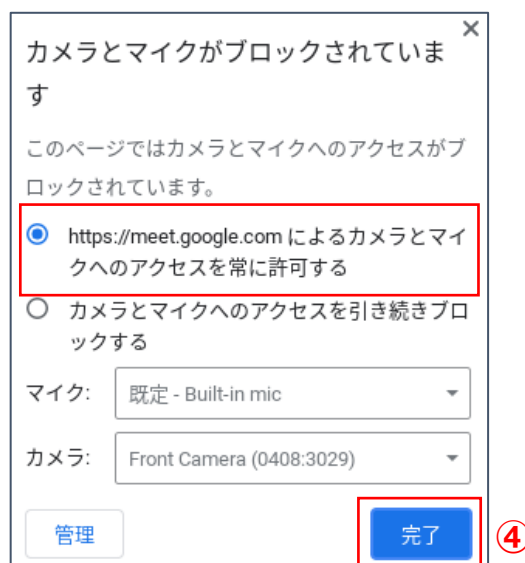 カメラとマイクがブロックされていま
す
このページではカメラとマイクへのアクセスがブ
ロックされています。
https://meet.google.com によるカメラとマイ
クへのアクセスを常に許可する
カメラとマイクへのアクセスを引き続きブロ
ックする
マイク: 既定 - Built-in mic
カメラ: Front Camera (0408:3029)
管理 完了 ④